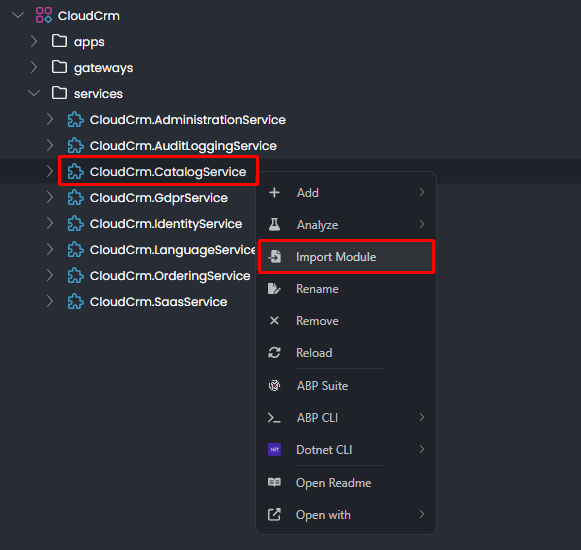 CloudCrm
apps
gateways
services
CloudCrm.AdministrationService
CloudCrm.AuditLoggingService
CloudCrm.CatalogService
CloudCrm.GdprService
CloudCrm.IdentityService
CloudCrm.LanguageService
CloudCrm.OrderingService
CloudCrm.SaasService
Add
Analyze
Import Module
Rename
Remove
Reload
ABP Suite
ABP CLI
.NET Dotnet CLI
Open Readme
Open with